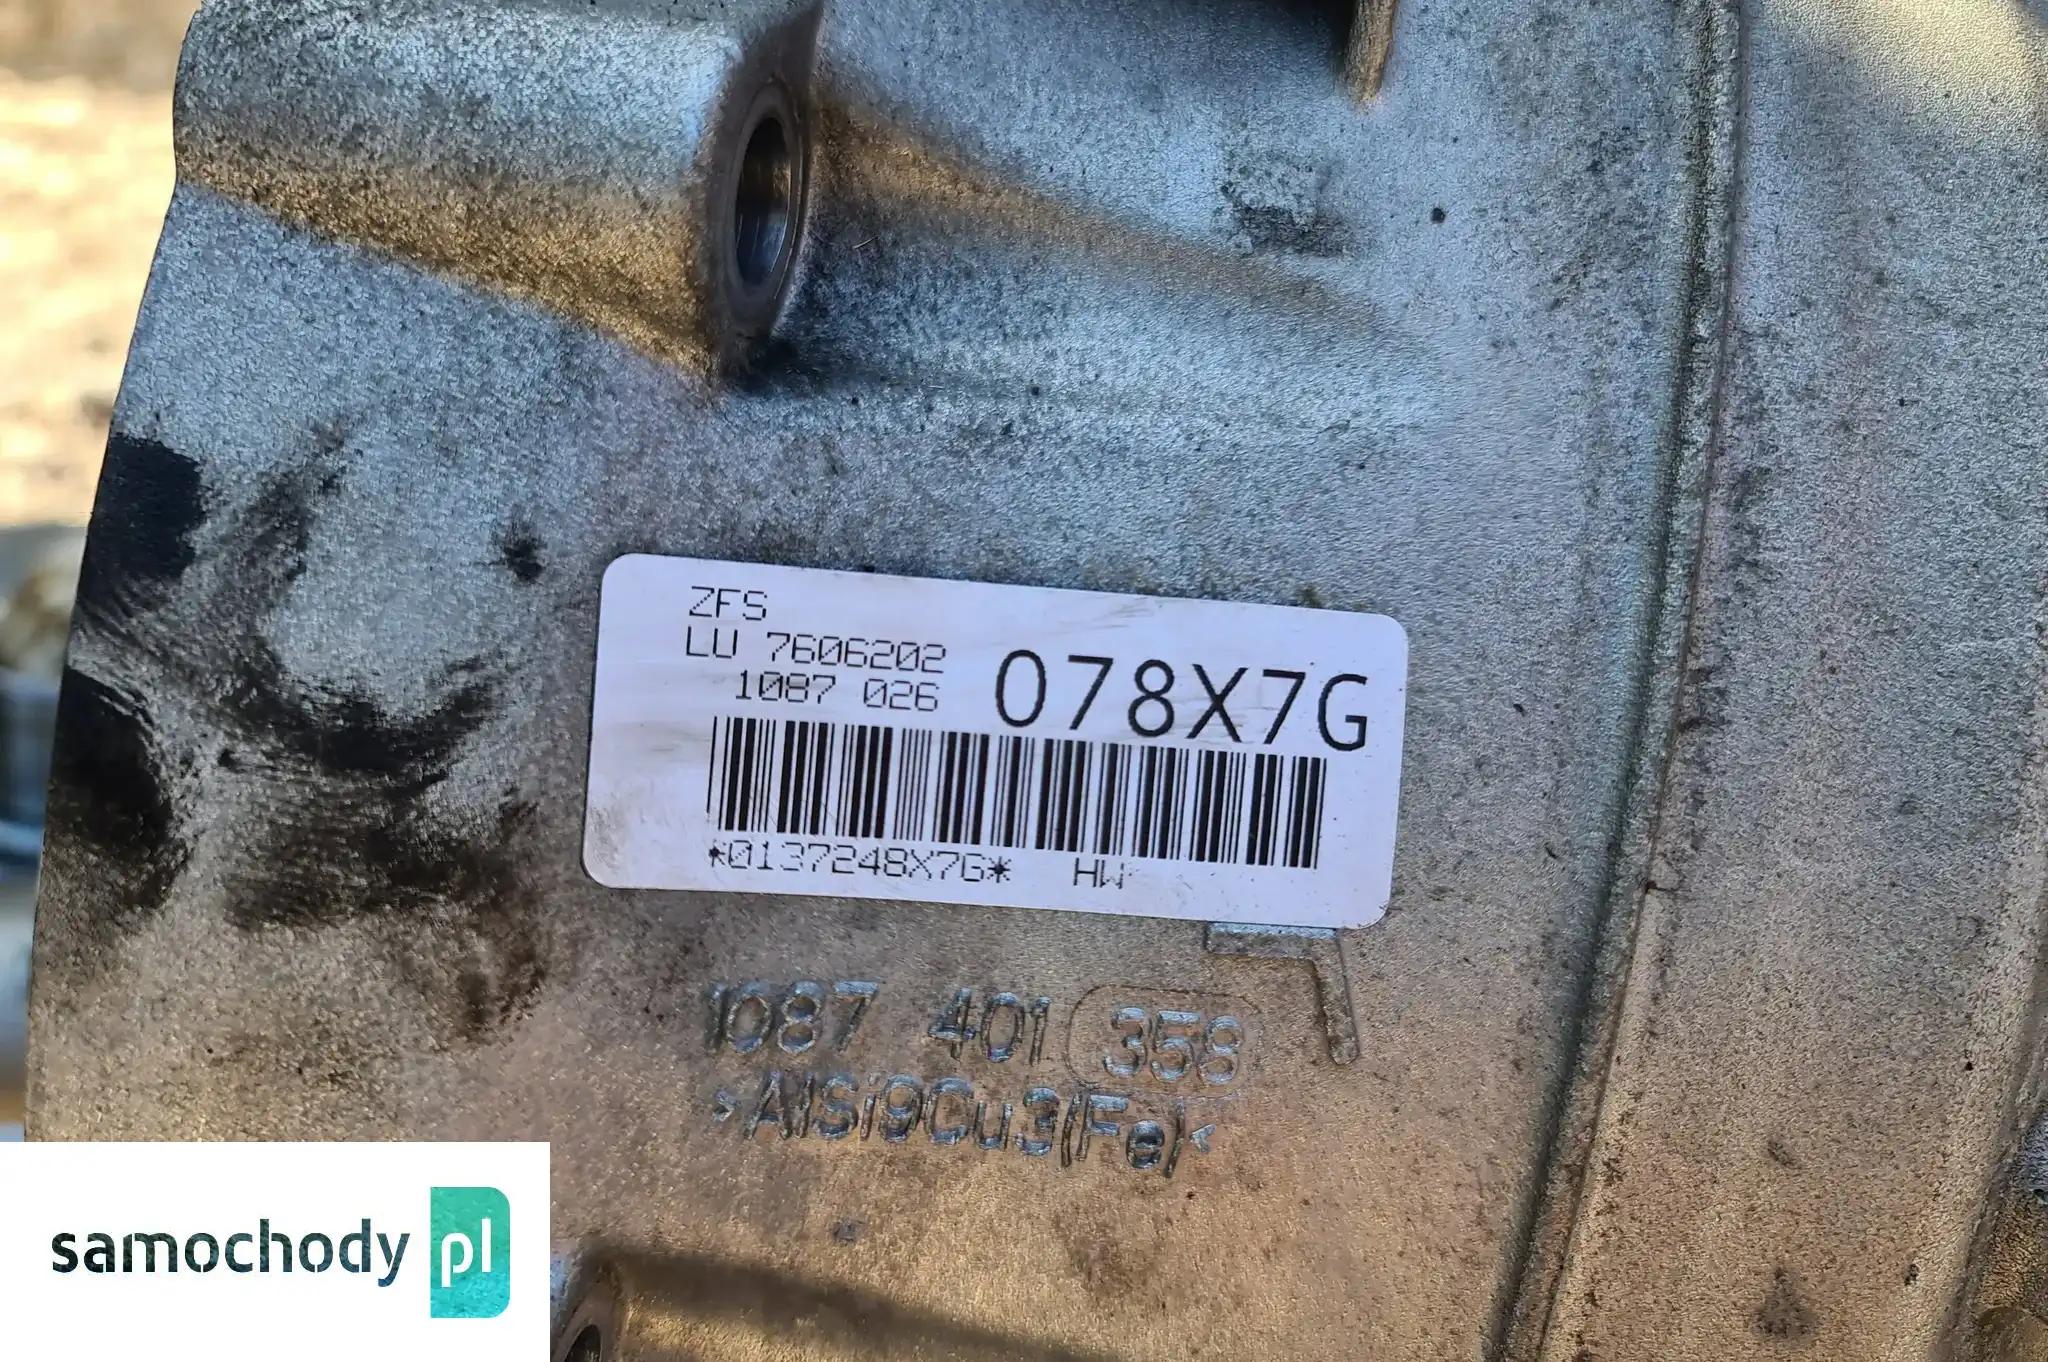 ZFS
LU 7606202
1087 026
078X7G
*0137248X7G* HW
1087 401 358
>AlSi9Cu3(Fe)<
samochody pl